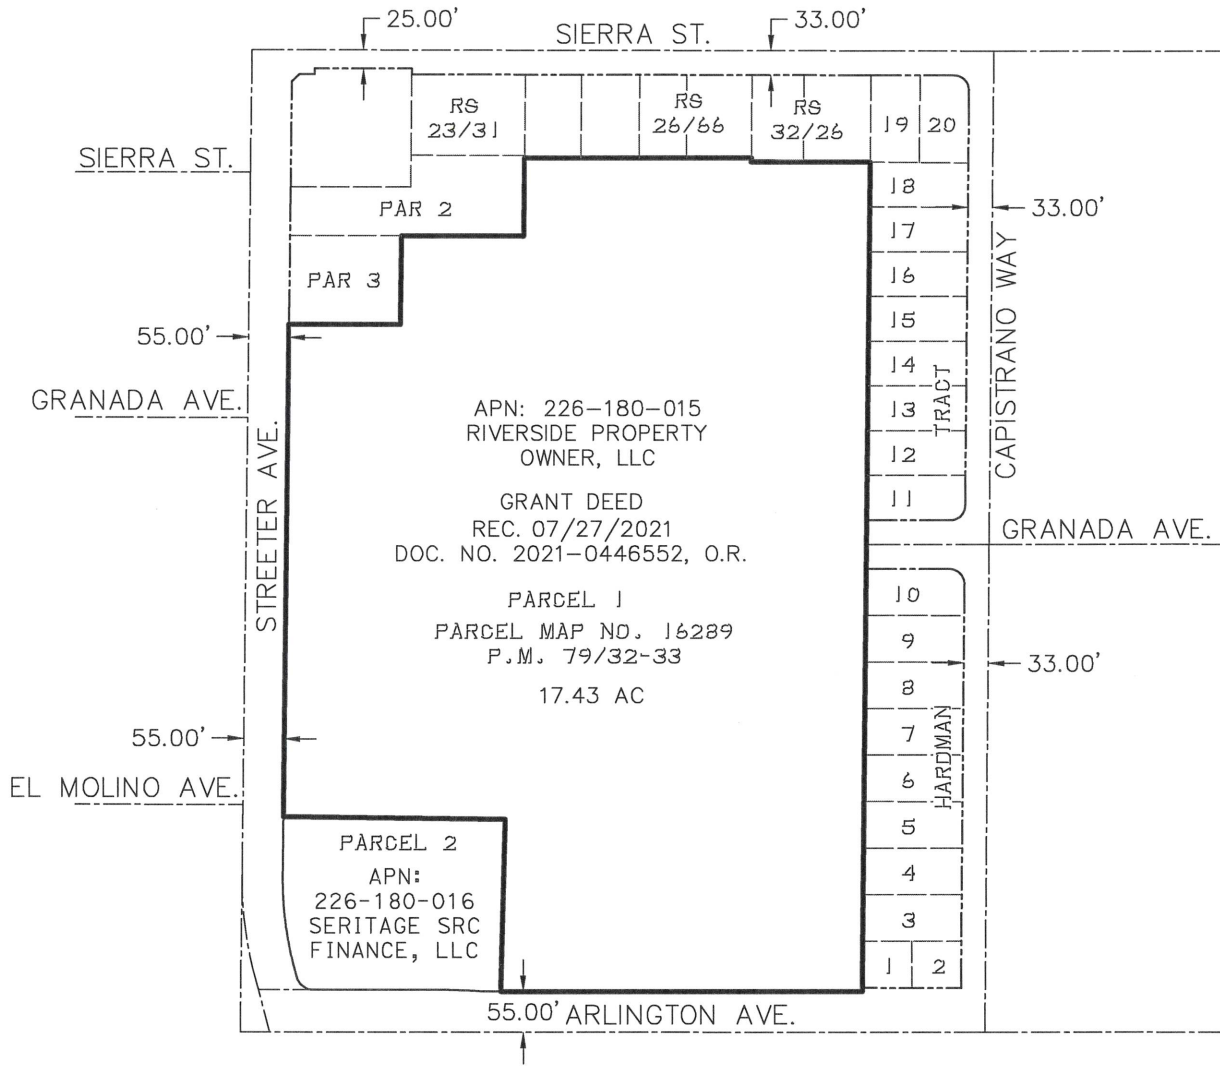 25.00'
SIERRA ST.
33.00'
RS
23/31
RS
26/66
RS
32/26
19
20
SIERRA ST.
18
PAR 2
33.00'
17
PAR 3
16
15
55.00'
14
GRANADA AVE.
13
12
11
TRACT
CAPISTRANO WAY
STREETER AVE.
APN: 226-180-015
RIVERSIDE PROPERTY
OWNER, LLC
GRANT DEED
REC. 07/27/2021
DOC. NO. 2021-0446552, O.R.
PARCEL 1
PARCEL MAP NO. 16289
P.M. 79/32-33
17.43 AC
GRANADA AVE.
10
9
33.00'
8
7
55.00'
HARDMAN
6
EL MOLINO AVE.
5
4
3
1
2
PARCEL 2
APN:
226-180-016
SERITAGE SRC
FINANCE, LLC
55.00'
ARLINGTON AVE.